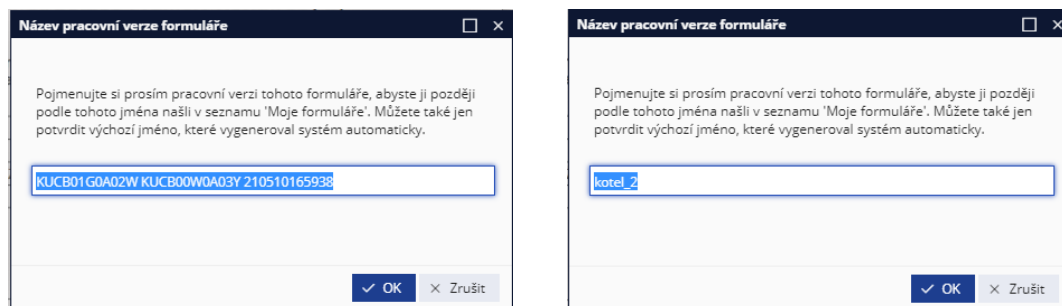 Název pracovní verze formuláře
Pojmenujte si prosím pracovní verzi tohoto formuláře, abyste ji později
podle tohoto jména našli v seznamu 'Moje formuláře'. Můžete také jen
potvrdit výchozí jméno, které vygeneroval systém automaticky.
KUCB01G0A02W KUCB00W0A03Y 210510165938
OK
Zrušit
Název pracovní verze formuláře
Pojmenujte si prosím pracovní verzi tohoto formuláře, abyste ji později
podle tohoto jména našli v seznamu 'Moje formuláře'. Můžete také jen
potvrdit výchozí jméno, které vygeneroval systém automaticky.
kotel_2
OK
Zrušit